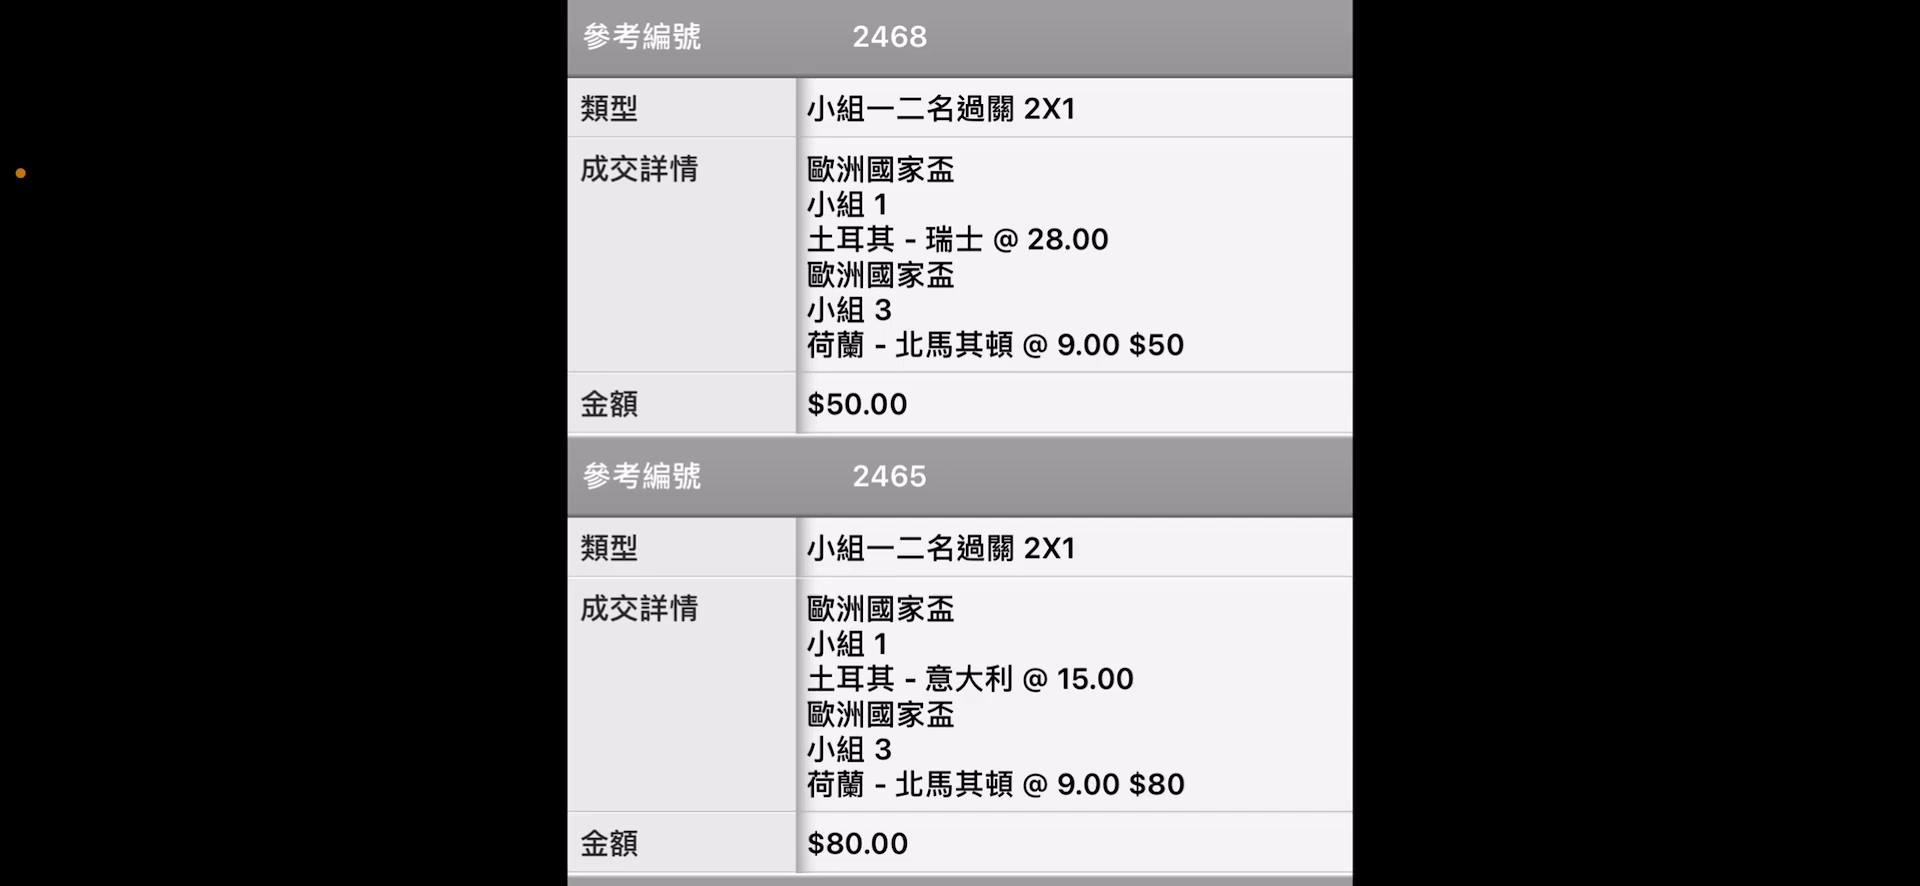 參考編號 2468
類型 小組一二名過關 2X1
成交詳情 歐洲國家盃
小組 1
土耳其 - 瑞士 @ 28.00
歐洲國家盃
小組 3
荷蘭 - 北馬其頓 @ 9.00 $50
金額 $50.00
參考編號 2465
類型 小組一二名過關 2X1
成交詳情 歐洲國家盃
小組 1
土耳其 - 意大利 @ 15.00
歐洲國家盃
小組 3
荷蘭 - 北馬其頓 @ 9.00 $80
金額 $80.00